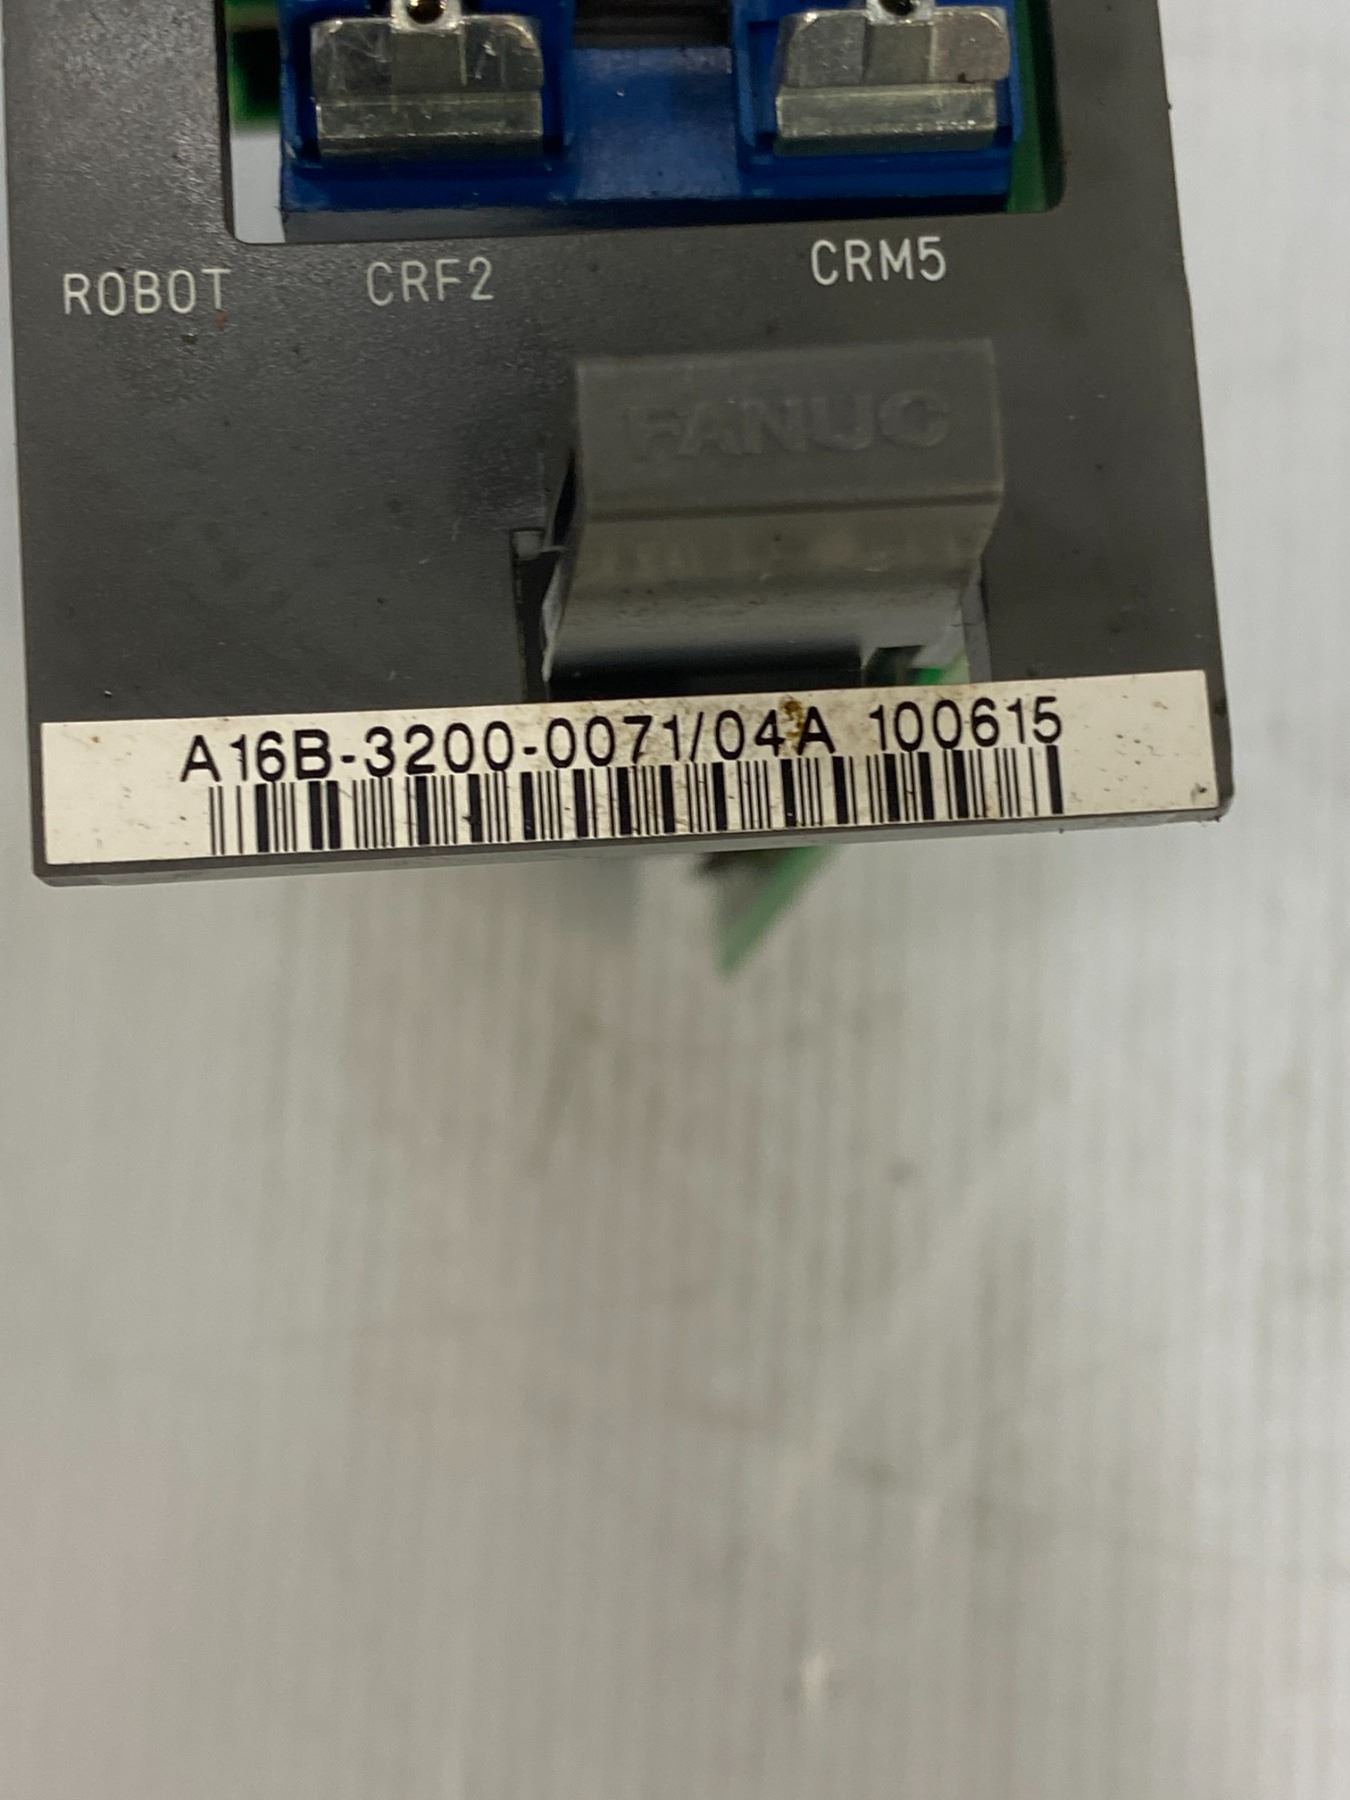 ROBOT CRF2 CRM5
FANUC
A16B-3200-0071/04A 100615